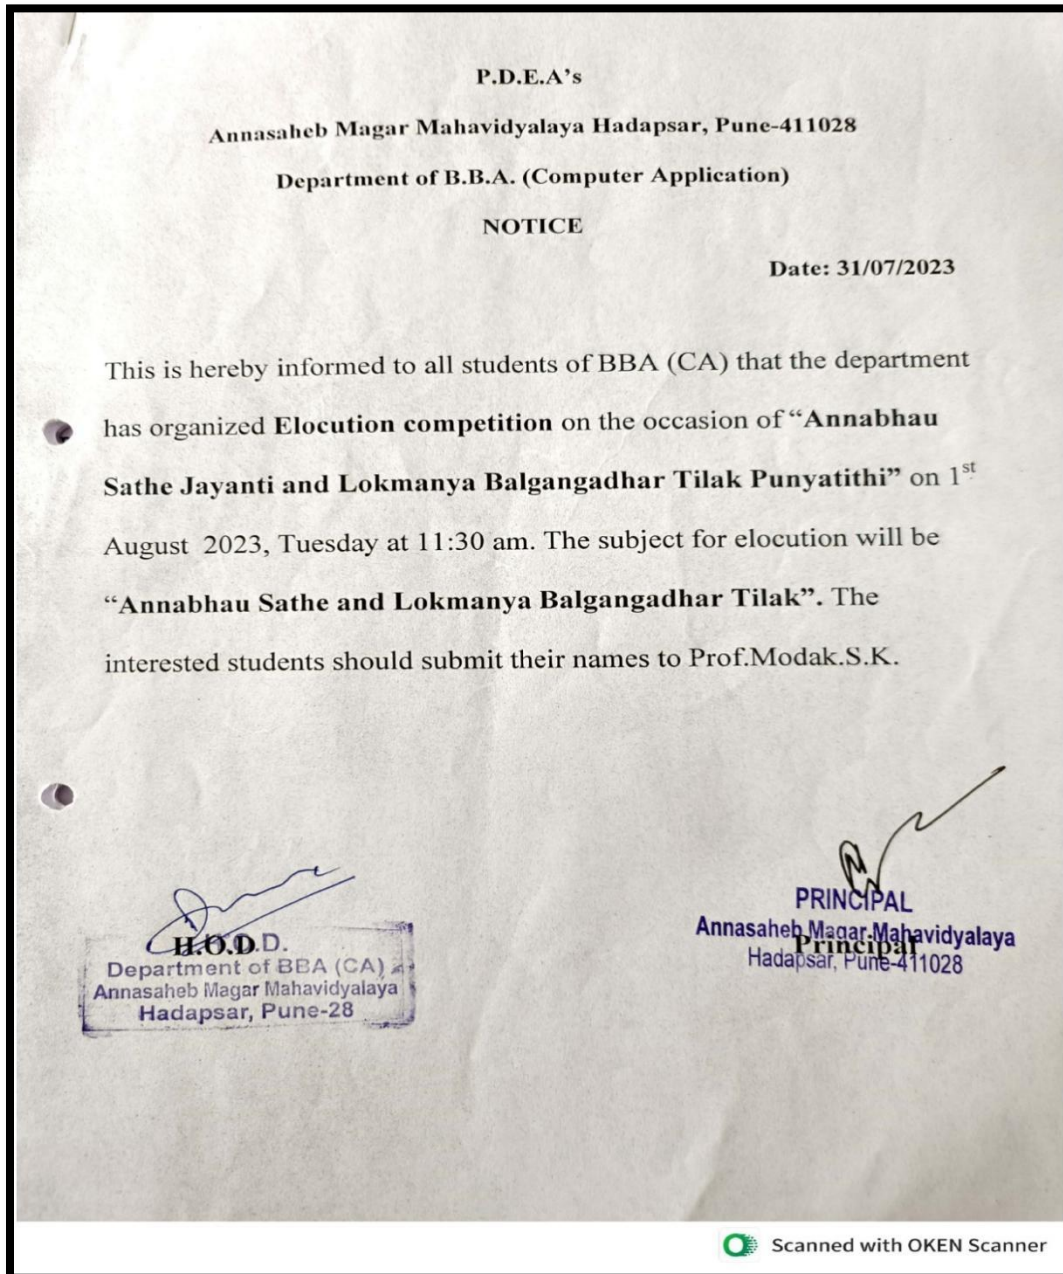 P.D.E.A's
Annasaheb Magar Mahavidyalaya Hadapsar, Pune-411028
Department of B.B.A. (Computer Application)
NOTICE
Date: 31/07/2023
This is hereby informed to all students of BBA (CA) that the department
has organized Elocution competition on the occasion of “Annabhau
Sathe Jayanti and Lokmanya Balgangadhar Tilak Punyatithi” on 1st
August 2023, Tuesday at 11:30 am. The subject for elocution will be
“Annabhau Sathe and Lokmanya Balgangadhar Tilak”. The
interested students should submit their names to Prof.Modak.S.K.
H.O.D.
Department of BBA (CA)
Annasaheb Magar Mahavidyalaya
Hadapsar, Pune-28
PRINCIPAL
Annasaheb Magar Mahavidyalaya
Principal
Hadapsar, Pune-411028
Scanned with OKEN Scanner